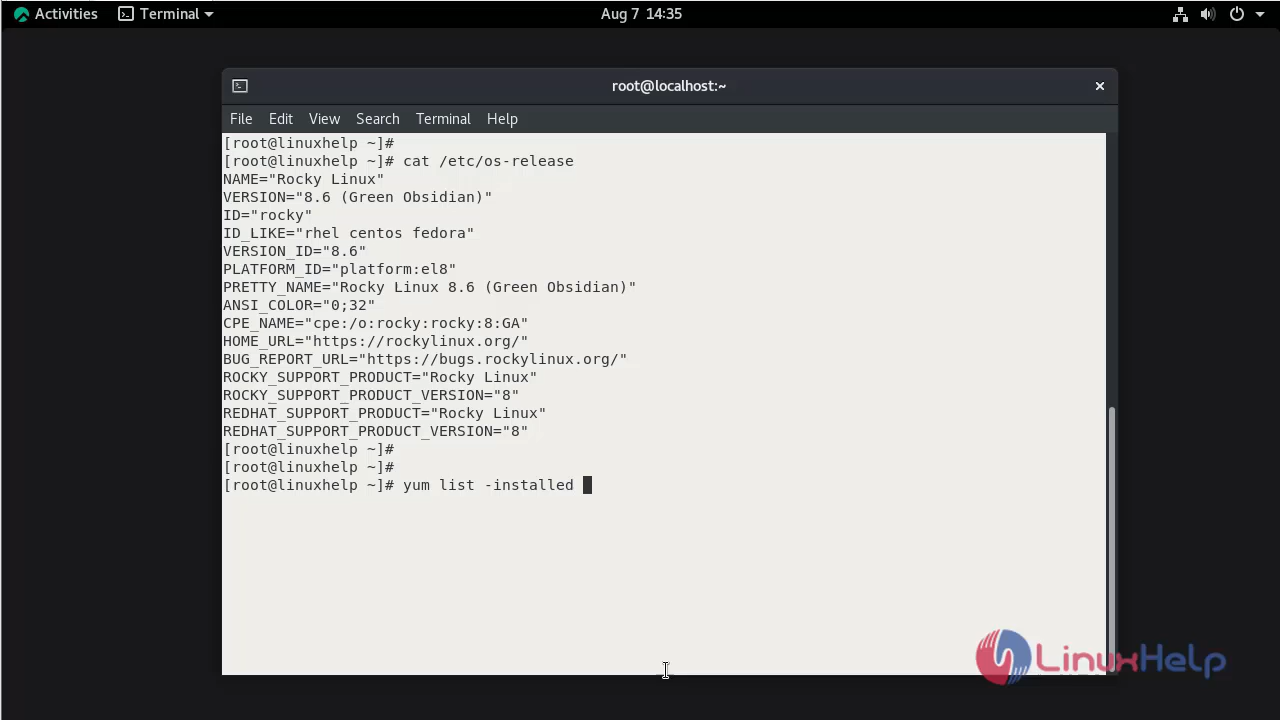 Activities Terminal Aug 7 14:35
root@localhost:~
File Edit View Search Terminal Help
[root@linuxhelp ~]#
[root@linuxhelp ~]# cat /etc/os-release
NAME="Rocky Linux"
VERSION="8.6 (Green Obsidian)"
ID="rocky"
ID_LIKE="rhel centos fedora"
VERSION_ID="8.6"
PLATFORM_ID="platform:el8"
PRETTY_NAME="Rocky Linux 8.6 (Green Obsidian)"
ANSI_COLOR="0;32"
CPE_NAME="cpe:/o:rocky:rocky:8:GA"
HOME_URL="https://rockylinux.org/"
BUG_REPORT_URL="https://bugs.rockylinux.org/"
ROCKY_SUPPORT_PRODUCT="Rocky Linux"
ROCKY_SUPPORT_PRODUCT_VERSION="8"
REDHAT_SUPPORT_PRODUCT="Rocky Linux"
REDHAT_SUPPORT_PRODUCT_VERSION="8"
[root@linuxhelp ~]#
[root@linuxhelp ~]#
[root@linuxhelp ~]# yum list -installed
LinuxHelp